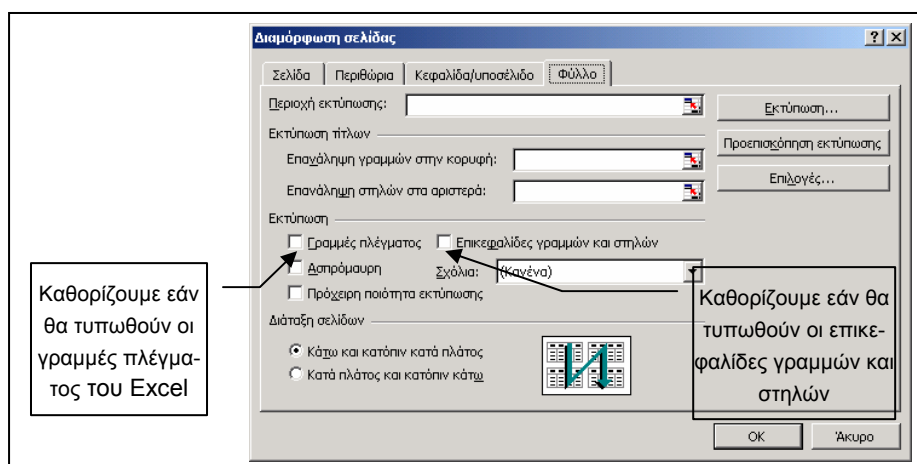 Διαμόρφωση σελίδας
Σελίδα Περιθώρια Κεφαλίδα/υποσέλιδο Φύλλο
Περιοχή εκτύπωσης:
Εκτύπωση...
Εκτύπωση τίτλων
Προεπισκόπηση εκτύπωσης
Επανάληψη γραμμών στην κορυφή:
Επιλογές...
Επανάληψη στηλών στα αριστερά:
Εκτύπωση
Γραμμές πλέγματος Επικεφαλίδες γραμμών και στηλών
Ασπρόμαυρη Σχόλια: (Κανένα)
Πρόχειρη ποιότητα εκτύπωσης
Διάταξη σελίδων
Κάτω και κατόπιν κατά πλάτος
Κατά πλάτος και κατόπιν κάτω
OK Άκυρο
Καθορίζουμε εάν
θα τυπωθούν οι
γραμμές πλέγμα-
τος του Excel
Καθορίζουμε εάν θα
τυπωθούν οι επικε-
φαλίδες γραμμών και
στηλών